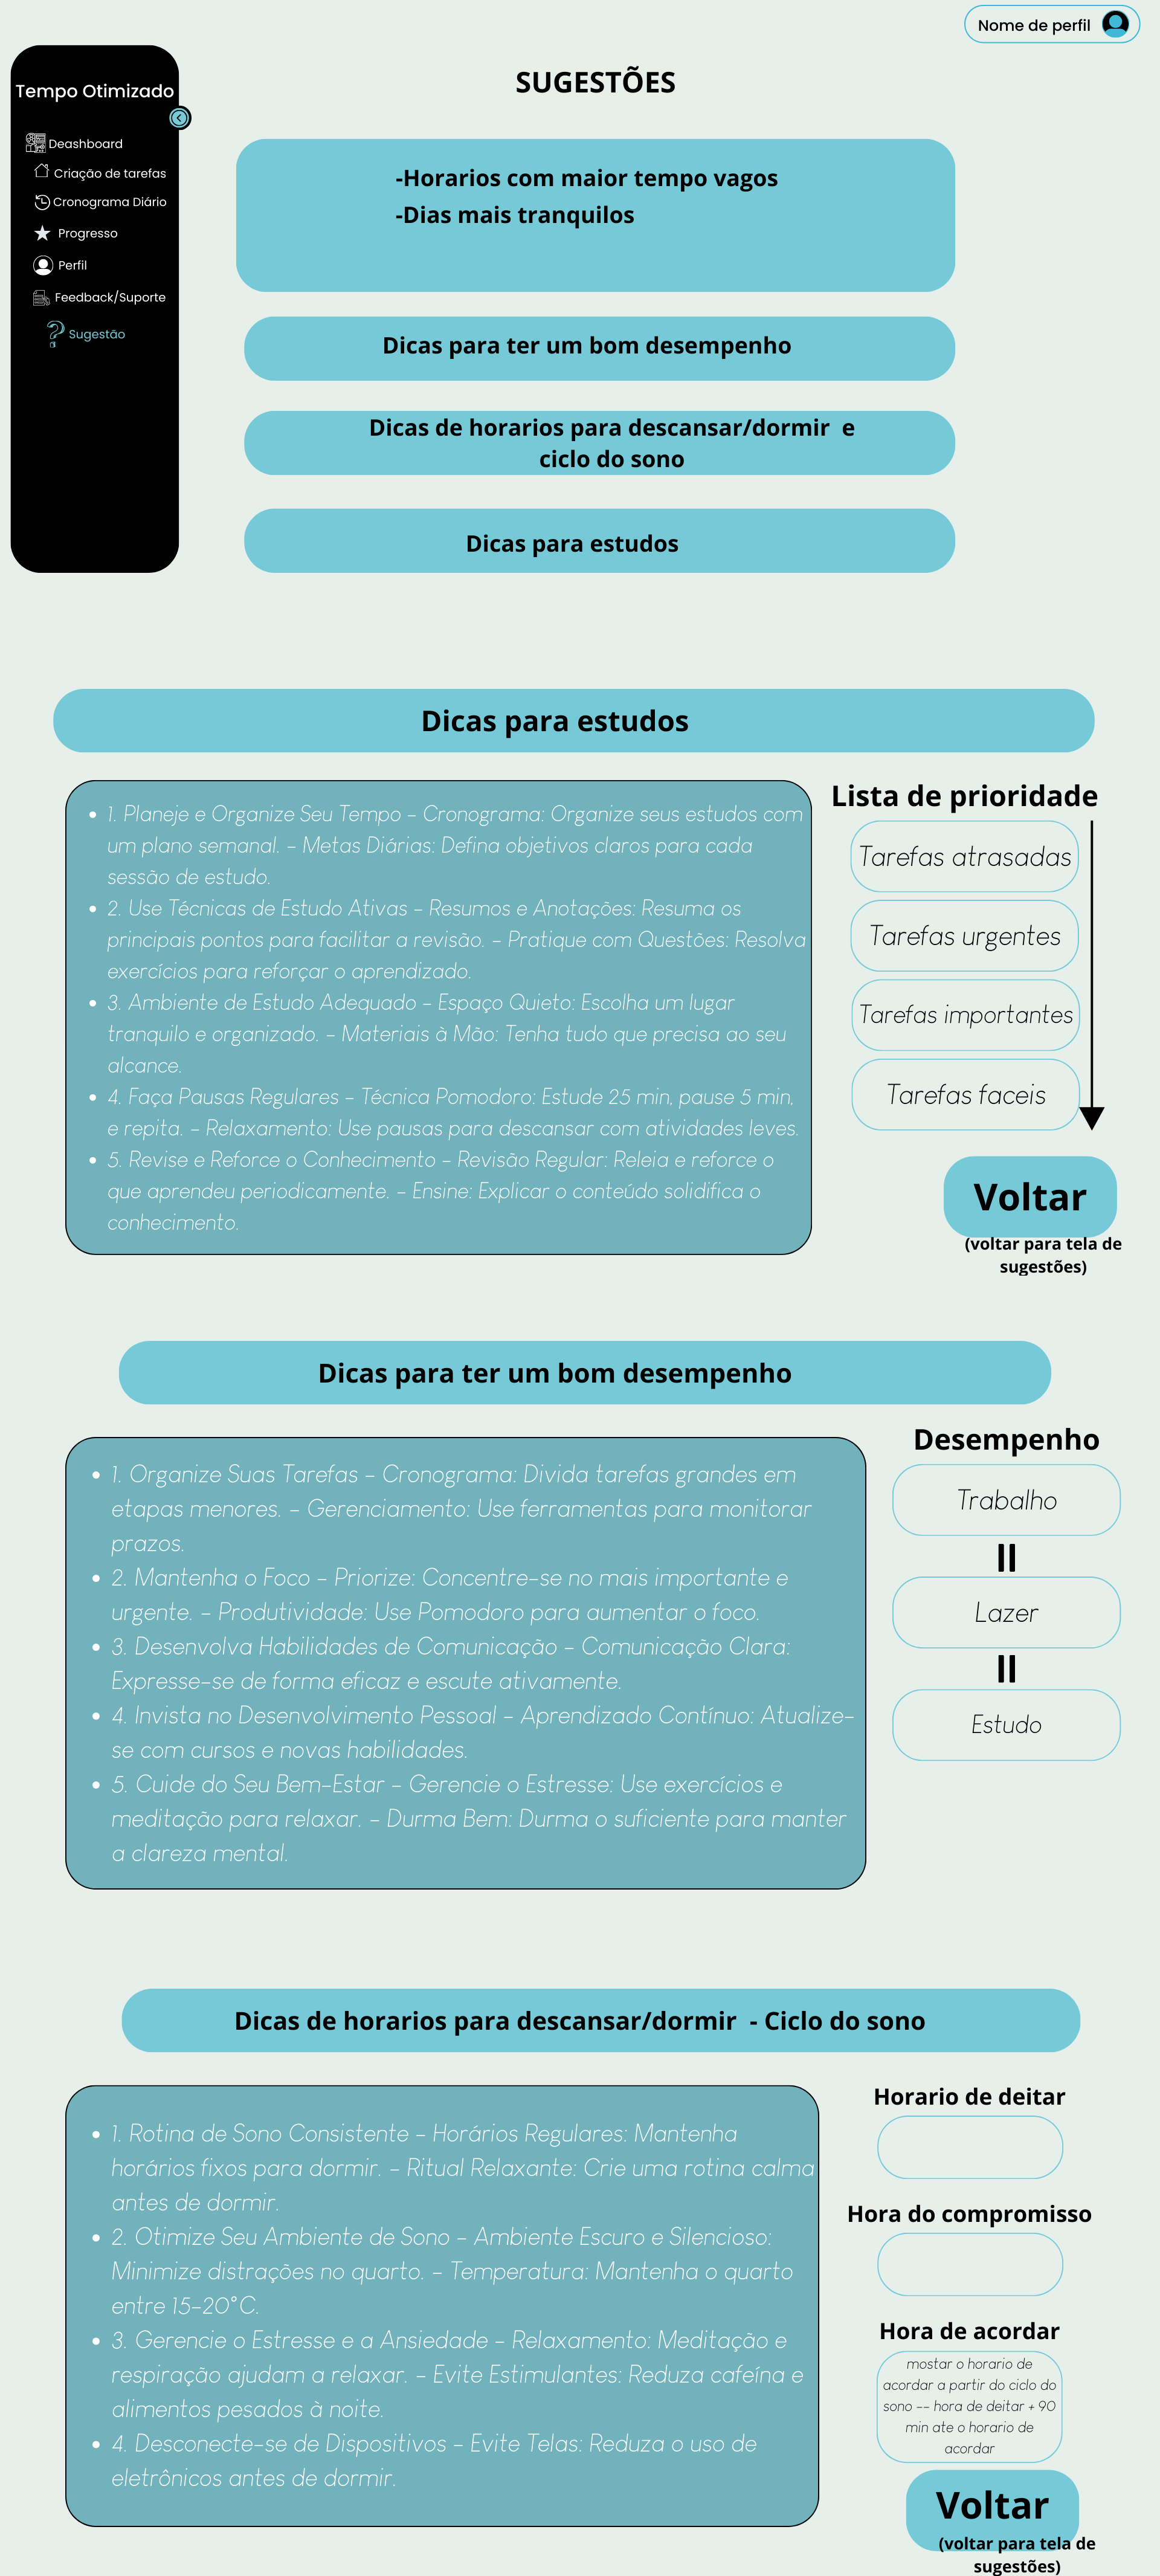 Nome de perfil
Tempo Otimizado
Deashboard
Criação de tarefas
Cronograma Diário
Progresso
Perfil
Feedback/Suporte
Sugestão
SUGESTÕES
-Horarios com maior tempo vagos
-Dias mais tranquilos
Dicas para ter um bom desempenho
Dicas de horarios para descansar/dormir e
ciclo do sono
Dicas para estudos
Dicas para estudos
• 1. Planeje e Organize Seu Tempo - Cronograma: Organize seus estudos com
um plano semanal. - Metas Diárias: Defina objetivos claros para cada
sessão de estudo.
• 2. Use Técnicas de Estudo Ativas - Resumos e Anotações: Resuma os
principais pontos para facilitar a revisão. - Pratique com Questões: Resolva
exercícios para reforçar o aprendizado.
• 3. Ambiente de Estudo Adequado - Espaço Quieto: Escolha um lugar
tranquilo e organizado. - Materiais à Mão: Tenha tudo que precisa ao seu
alcance.
• 4. Faça Pausas Regulares - Técnica Pomodoro: Estude 25 min, pause 5 min,
e repita. - Relaxamento: Use pausas para descansar com atividades leves.
• 5. Revise e Reforce o Conhecimento - Revisão Regular: Releia e reforce o
que aprendeu periodicamente. - Ensine: Explicar o conteúdo solidifica o
conhecimento.
Lista de prioridade
Tarefas atrasadas
Tarefas urgentes
Tarefas importantes
Tarefas faceis
Voltar
(voltar para tela de
sugestões)
Dicas para ter um bom desempenho
• 1. Organize Suas Tarefas - Cronograma: Divida tarefas grandes em
etapas menores. - Gerenciamento: Use ferramentas para monitorar
prazos.
• 2. Mantenha o Foco - Priorize: Concentre-se no mais importante e
urgente. - Produtividade: Use Pomodoro para aumentar o foco.
• 3. Desenvolva Habilidades de Comunicação - Comunicação Clara:
Expresse-se de forma eficaz e escute ativamente.
• 4. Invista no Desenvolvimento Pessoal - Aprendizado Contínuo: Atualize-
se com cursos e novas habilidades.
• 5. Cuide do Seu Bem-Estar - Gerencie o Estresse: Use exercícios e
meditação para relaxar. - Durma Bem: Durma o suficiente para manter
a clareza mental.
Desempenho
Trabalho
=
Lazer
=
Estudo
Dicas de horarios para descansar/dormir - Ciclo do sono
• 1. Rotina de Sono Consistente - Horários Regulares: Mantenha
horários fixos para dormir. - Ritual Relaxante: Crie uma rotina calma
antes de dormir.
• 2. Otimize Seu Ambiente de Sono - Ambiente Escuro e Silencioso:
Minimize distrações no quarto. - Temperatura: Mantenha o quarto
entre 15-20°C.
• 3. Gerencie o Estresse e a Ansiedade - Relaxamento: Meditação e
respiração ajudam a relaxar. - Evite Estimulantes: Reduza cafeína e
alimentos pesados à noite.
• 4. Desconecte-se de Dispositivos - Evite Telas: Reduza o uso de
eletrônicos antes de dormir.
Horario de deitar
Hora do compromisso
Hora de acordar
mostar o horario de
acordar a partir do ciclo do
sono -- hora de deitar + 90
min ate o horario de
acordar
Voltar
(voltar para tela de
sugestões)